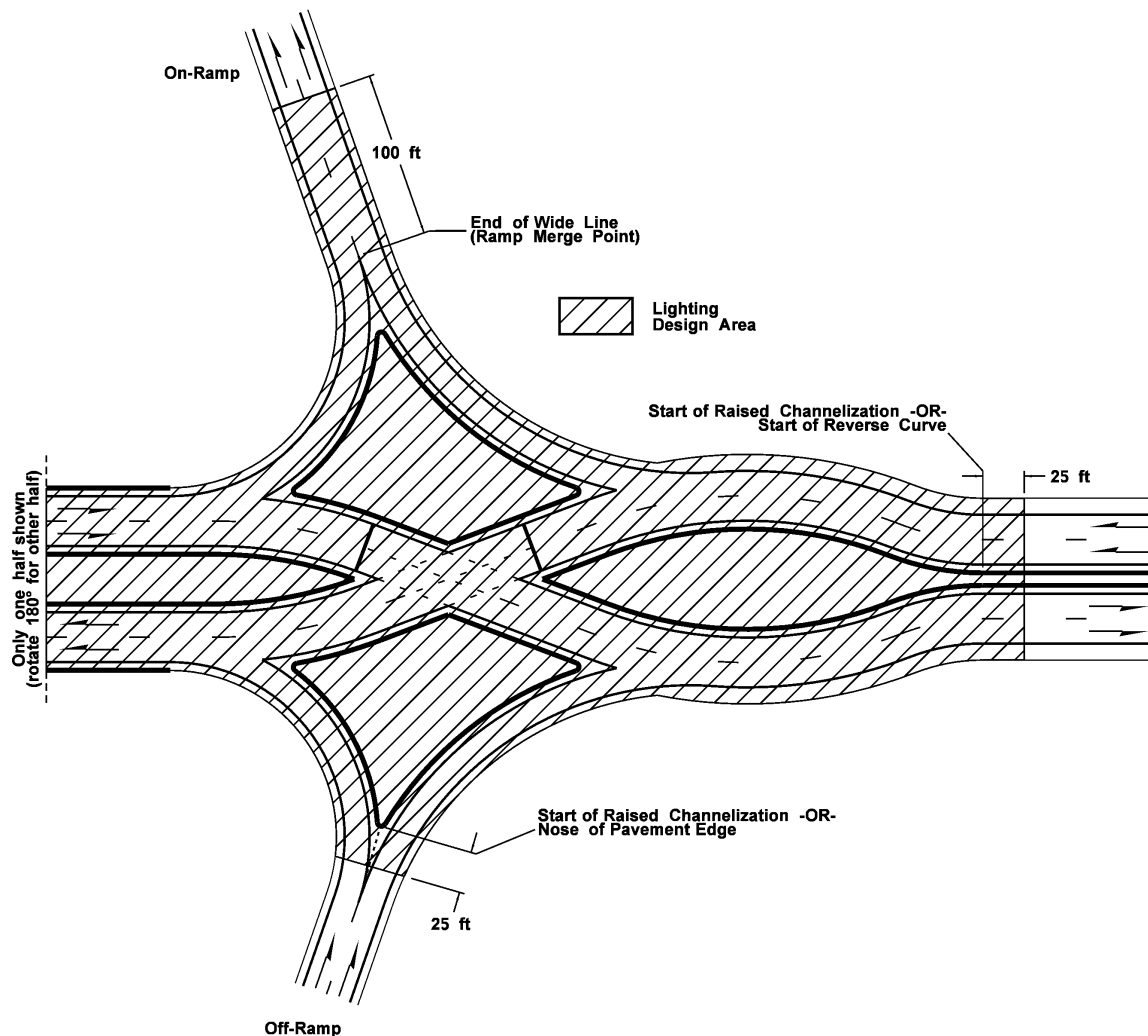 On-Ramp
100 ft
End of Wide Line
(Ramp Merge Point)
Lighting
Design Area
Start of Raised Channelization -OR-
Start of Reverse Curve
25 ft
Only one half shown
(rotate 180° for other half)
Start of Raised Channelization -OR-
Nose of Pavement Edge
25 ft
Off-Ramp